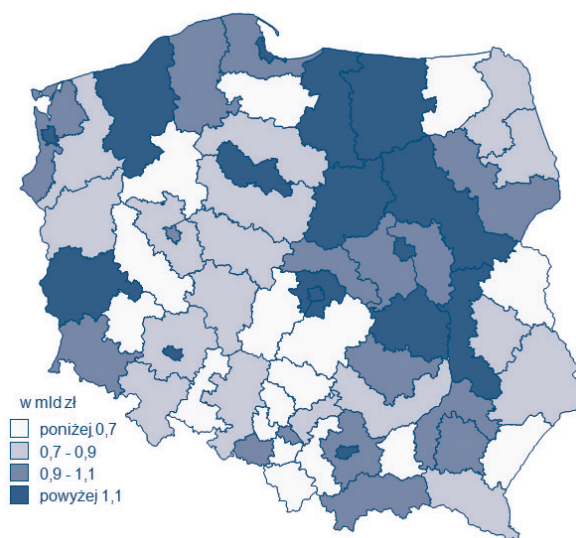 w mld zł
poniżej 0,7
0,7 - 0,9
0,9 - 1,1
powyżej 1,1